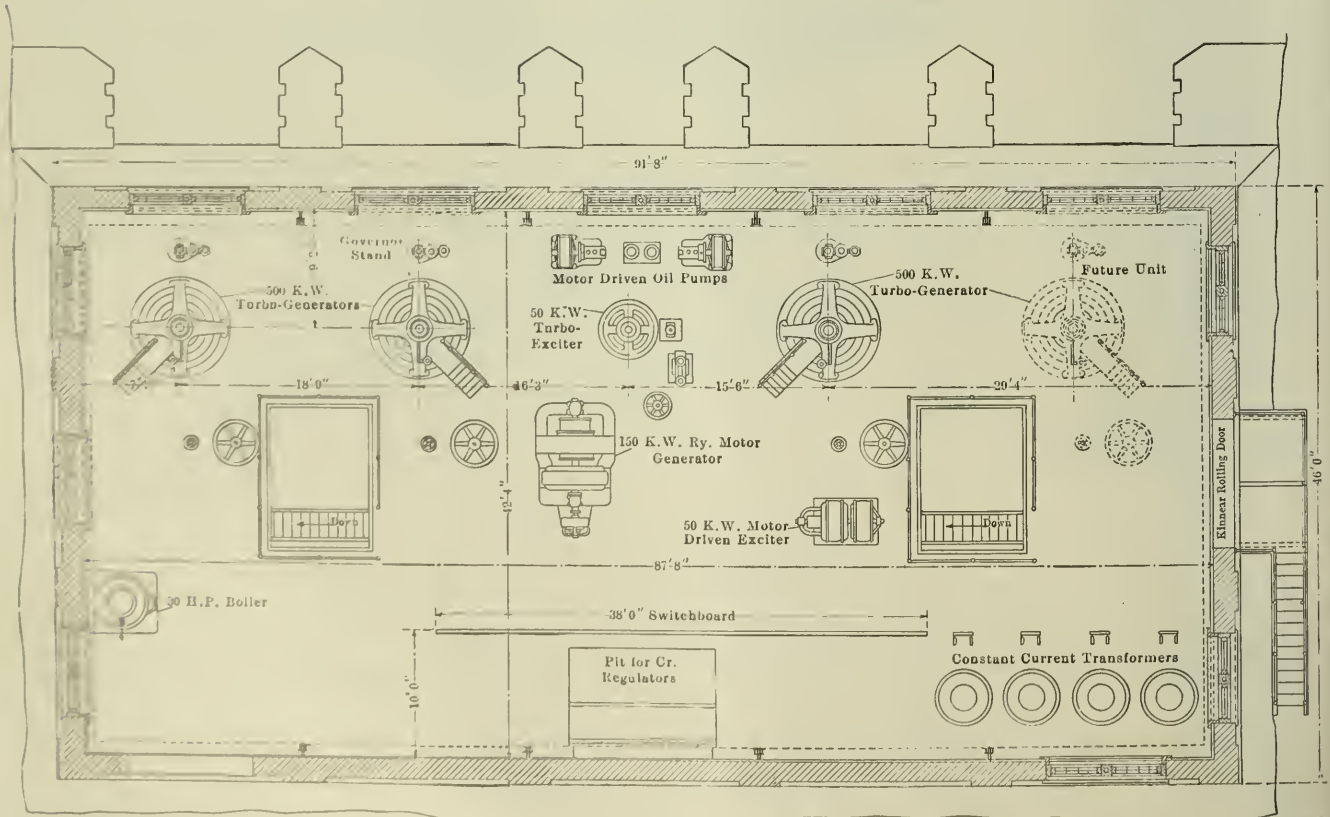 91'-8"
Governor
Stand
Motor Driven Oil Pumps
500 K.W.
Turbo-Generators
50 K.W.
Turbo-
Exciter
500 K.W.
Turbo-Generator
Future Unit
18'0"
16'3"
15'6"
29'4"
150 K.W. Ry. Motor
Generator
42'4"
Down
50 K.W. Motor
Driven Exciter
Down
Kinnear Rolling Door
46'0"
87'8"
38'0" Switchboard
10'0"
Pit for Cr.
Regulators
Constant Current Transformers
H.P. Boiler